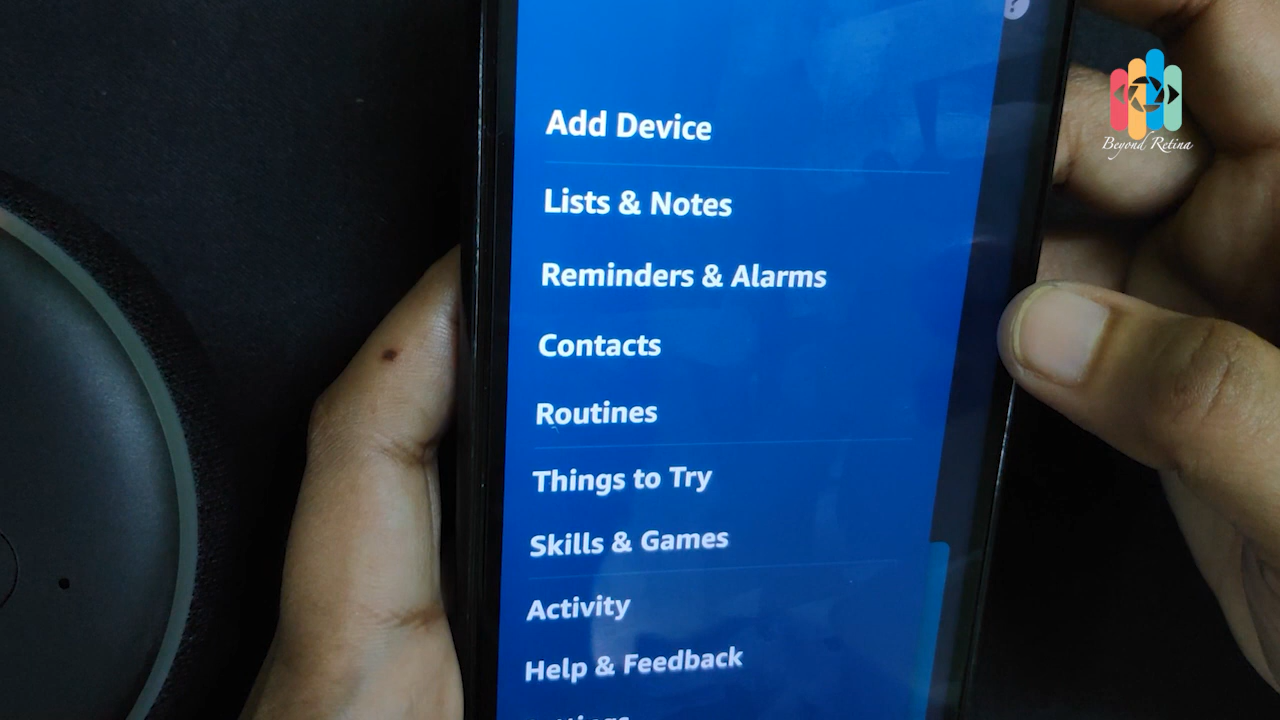 ?
Beyond Retina
Add Device
Lists & Notes
Reminders & Alarms
Contacts
Routines
Things to Try
Skills & Games
Activity
Help & Feedback